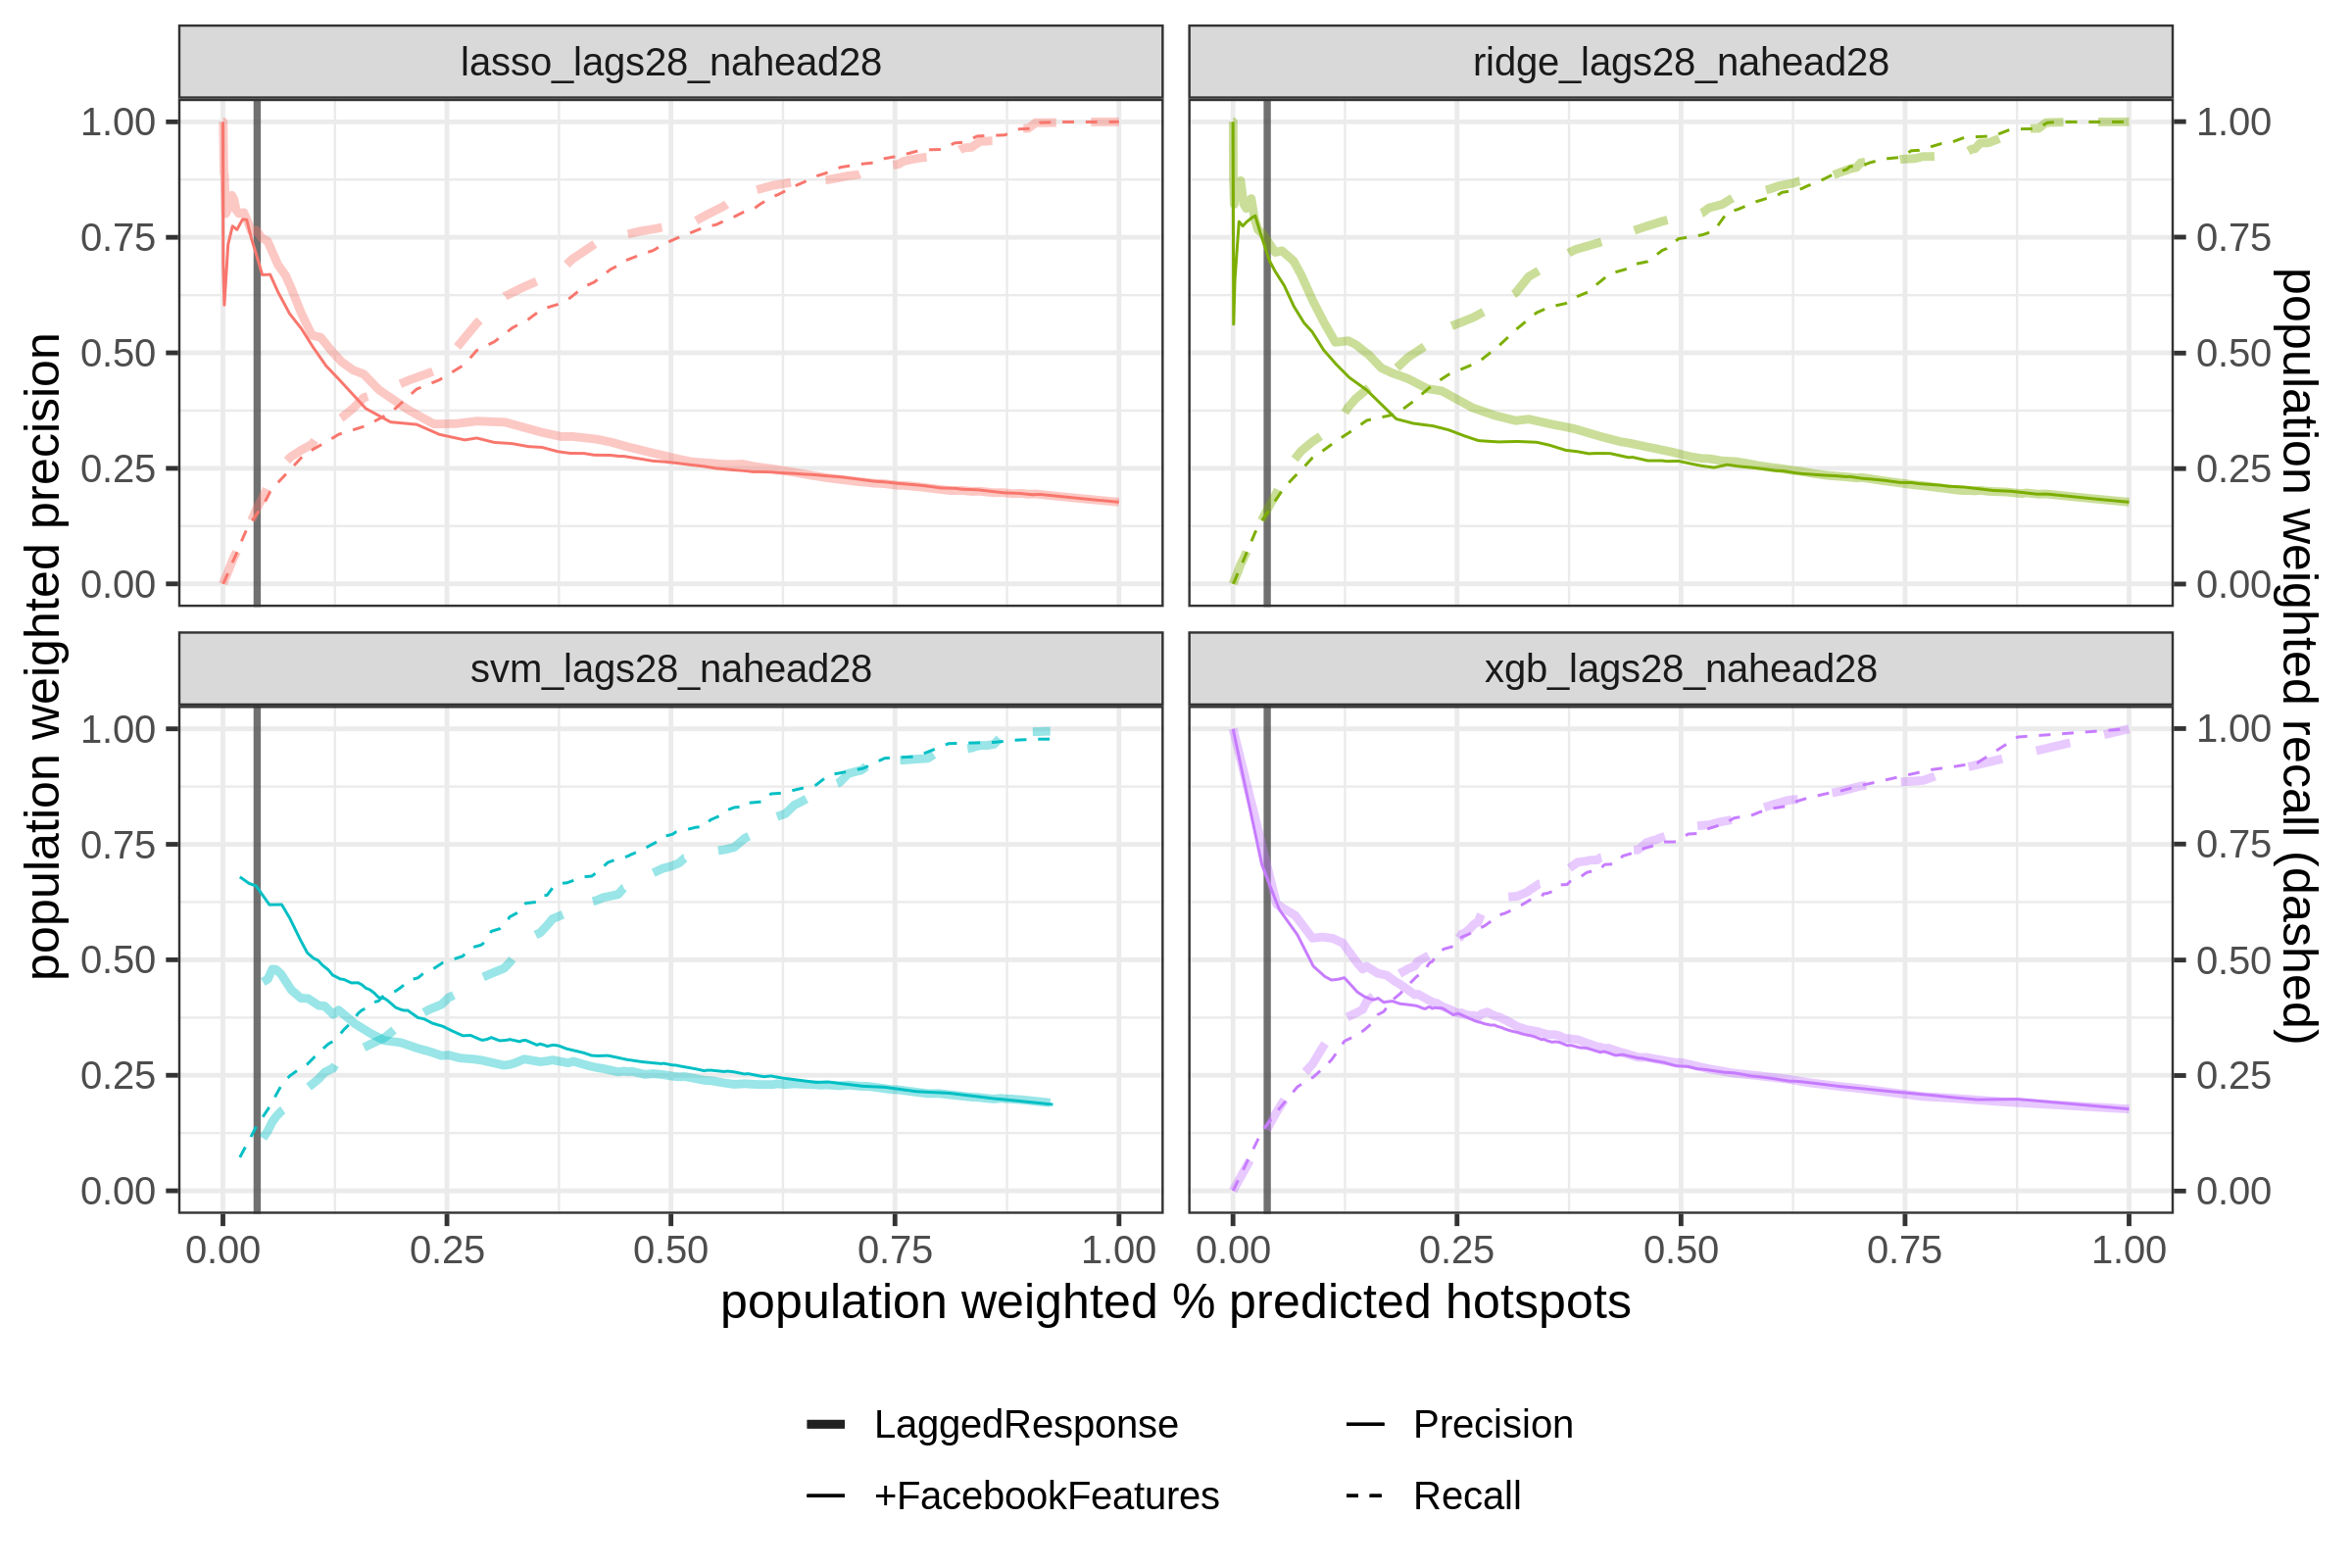 lasso_lags28_nahead28
ridge_lags28_nahead28
1.00
0.75
0.50
0.25
0.00
1.00
0.75
0.50
0.25
0.00
svm_lags28_nahead28
xgb_lags28_nahead28
1.00
0.75
0.50
0.25
0.00
1.00
0.75
0.50
0.25
0.00
population weighted precision
population weighted recall (dashed)
0.00 0.25 0.50 0.75 1.00
0.00 0.25 0.50 0.75 1.00
population weighted % predicted hotspots
LaggedResponse
+FacebookFeatures
Precision
Recall